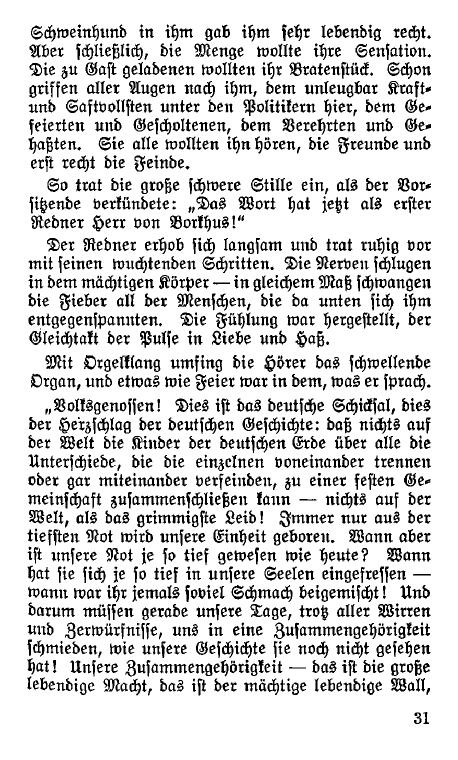 Schweinhund in ihm gab ihm sehr lebendig recht.
Aber schließlich, die Menge wollte ihre Sensation.
Die zu Gast geladenen wollten ihr Bratenstück. Schon
griffen aller Augen nach ihm, dem unleugbar Kraft-
und Saftvollsten unter den Politikern hier, dem Ge-
feierten und Gescholtenen, dem Verehrten und Ge-
haßten. Sie alle wollten ihn hören, die Freunde und
erst recht die Feinde.
So trat die große schwere Stille ein, als der Vor-
sitzende verkündete: „Das Wort hat jetzt als erster
Redner Herr von Borkhus!“
Der Redner erhob sich langsam und trat ruhig vor
mit seinen wuchtenden Schritten. Die Nerven schlugen
in dem mächtigen Körper — in gleichem Maß schwangen
die Fieber all der Menschen, die da unten sich ihm
entgegenspannten. Die Fühlung war hergestellt, der
Gleichtakt der Pulse in Liebe und Haß.
Mit Orgelklang umfing die Hörer das schwellende
Organ, und etwas wie Feier war in dem, was er sprach.
„Volksgenossen! Dies ist das deutsche Schicksal, dies
der Herzschlag der deutschen Geschichte: daß nichts auf
der Welt die Kinder der deutschen Erde über alle die
Unterschiede, die die einzelnen voneinander trennen
oder gar miteinander verfeinden, zu einer festen Ge-
meinschaft zusammenschließen kann — nichts auf der
Welt, als das grimmigste Leid! Immer nur aus der
tiefsten Not wird unsere Einheit geboren. Wann aber
ist unsere Not je so tief gewesen wie heute? Wann
hat sie sich je so tief in unsere Seelen eingefressen —
wann war ihr jemals soviel Schmach beigemischt! Und
darum müssen gerade unsere Tage, trotz aller Wirren
und Zerwürfnisse, uns in eine Zusammengehörigkeit
schmieden, wie unsere Geschichte sie noch nicht gesehen
hat! Unsere Zusammengehörigkeit — das ist die große
lebendige Macht, das ist der mächtige lebendige Wall,
31